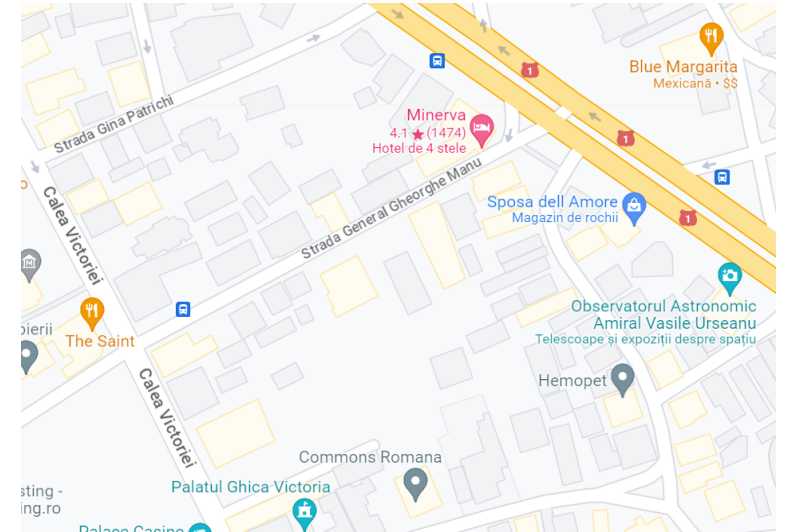 Blue Margarita
Mexicană • $$
1
Minerva
4.1 ★ (1474)
Hotel de 4 stele
Strada Gina Patrichi
1
Strada General Gheorghe Manu
Calea Victoriei
Sposa dell Amore
Magazin de rochii
1
Observatorul Astronomic
Amiral Vasile Urseanu
Telescoape și expoziții despre spațiu
The Saint
Hemopet
Calea Victoriei
Commons Romana
Palatul Ghica Victoria
Palace Casino